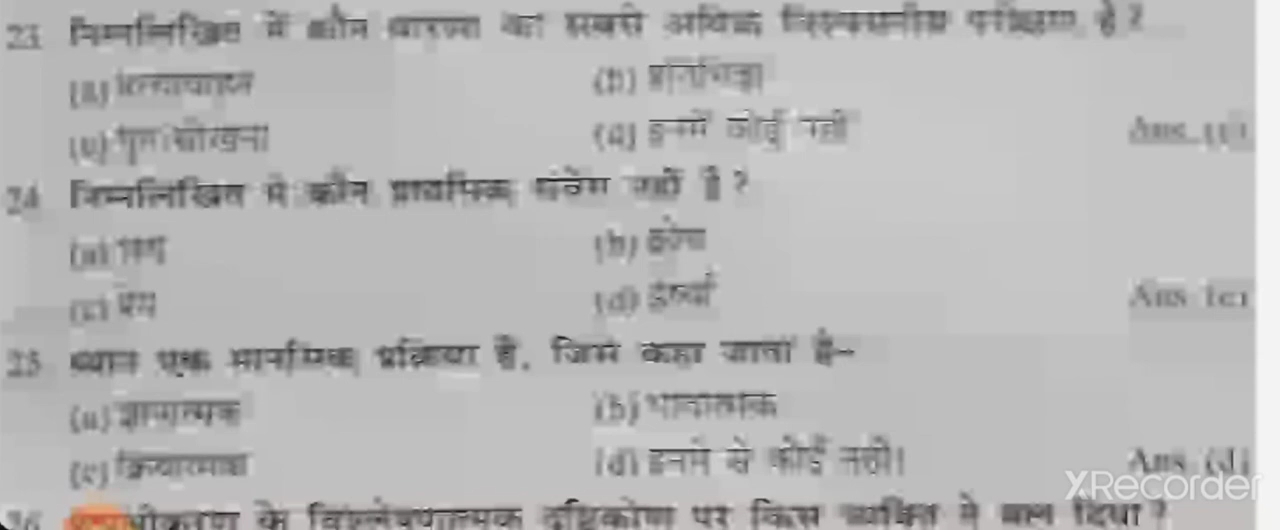 23 निम्नलिखित में कौन धारणा का सबसे अधिक विश्वसनीय परीक्षण है ?
(a) प्रत्यावाहन (b) प्रतिभिज्ञा
पुनःसीखना (d) इनमें कोई नहीं Ans.
24 निम्नलिखित में कौन प्राथमिक संवेग नहीं है ?
(a) भय (b) क्रोध
(c) प्रेम (d) ईर्ष्या Ans (c)
25 ध्यान एक मानसिक प्रक्रिया है, जिसे कहा जाता है–
(a) ज्ञानात्मक (b) भावात्मक
(c) क्रियात्मक (d) इनमें से कोई नहीं। Ans (d)
26 के विश्लेषणात्मक दृष्टिकोण पर किस व्यक्ति ने बल दिया ?
XRecorder